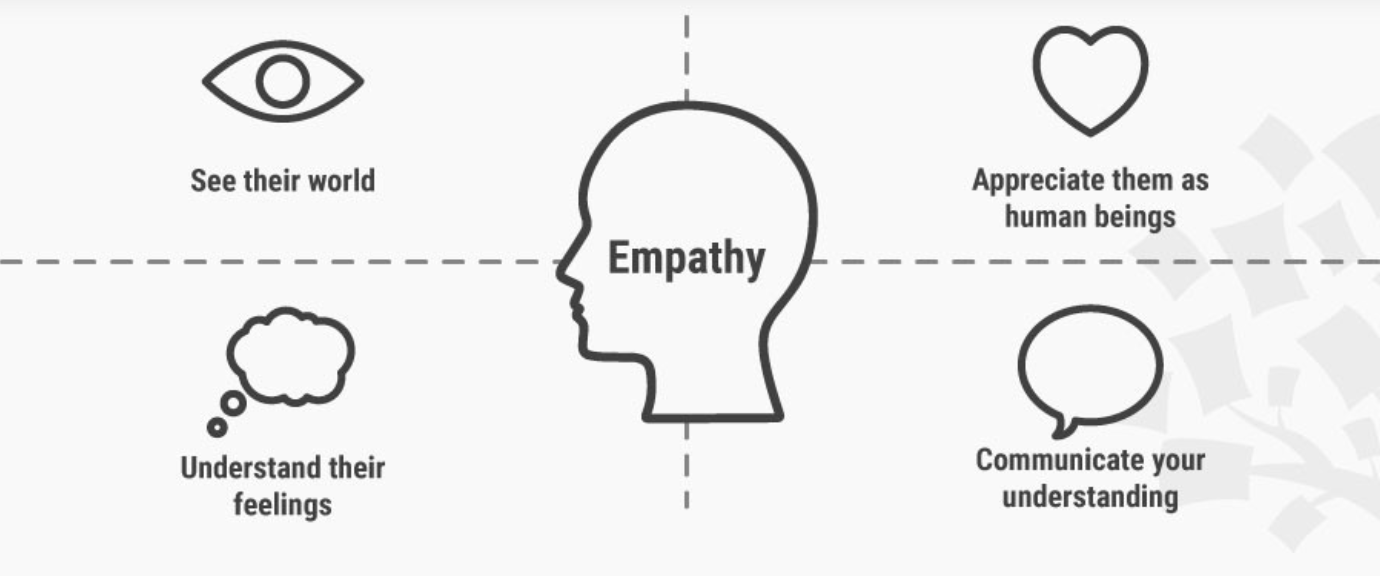 See their world
Appreciate them as
human beings
Empathy
Understand their
feelings
Communicate your
understanding